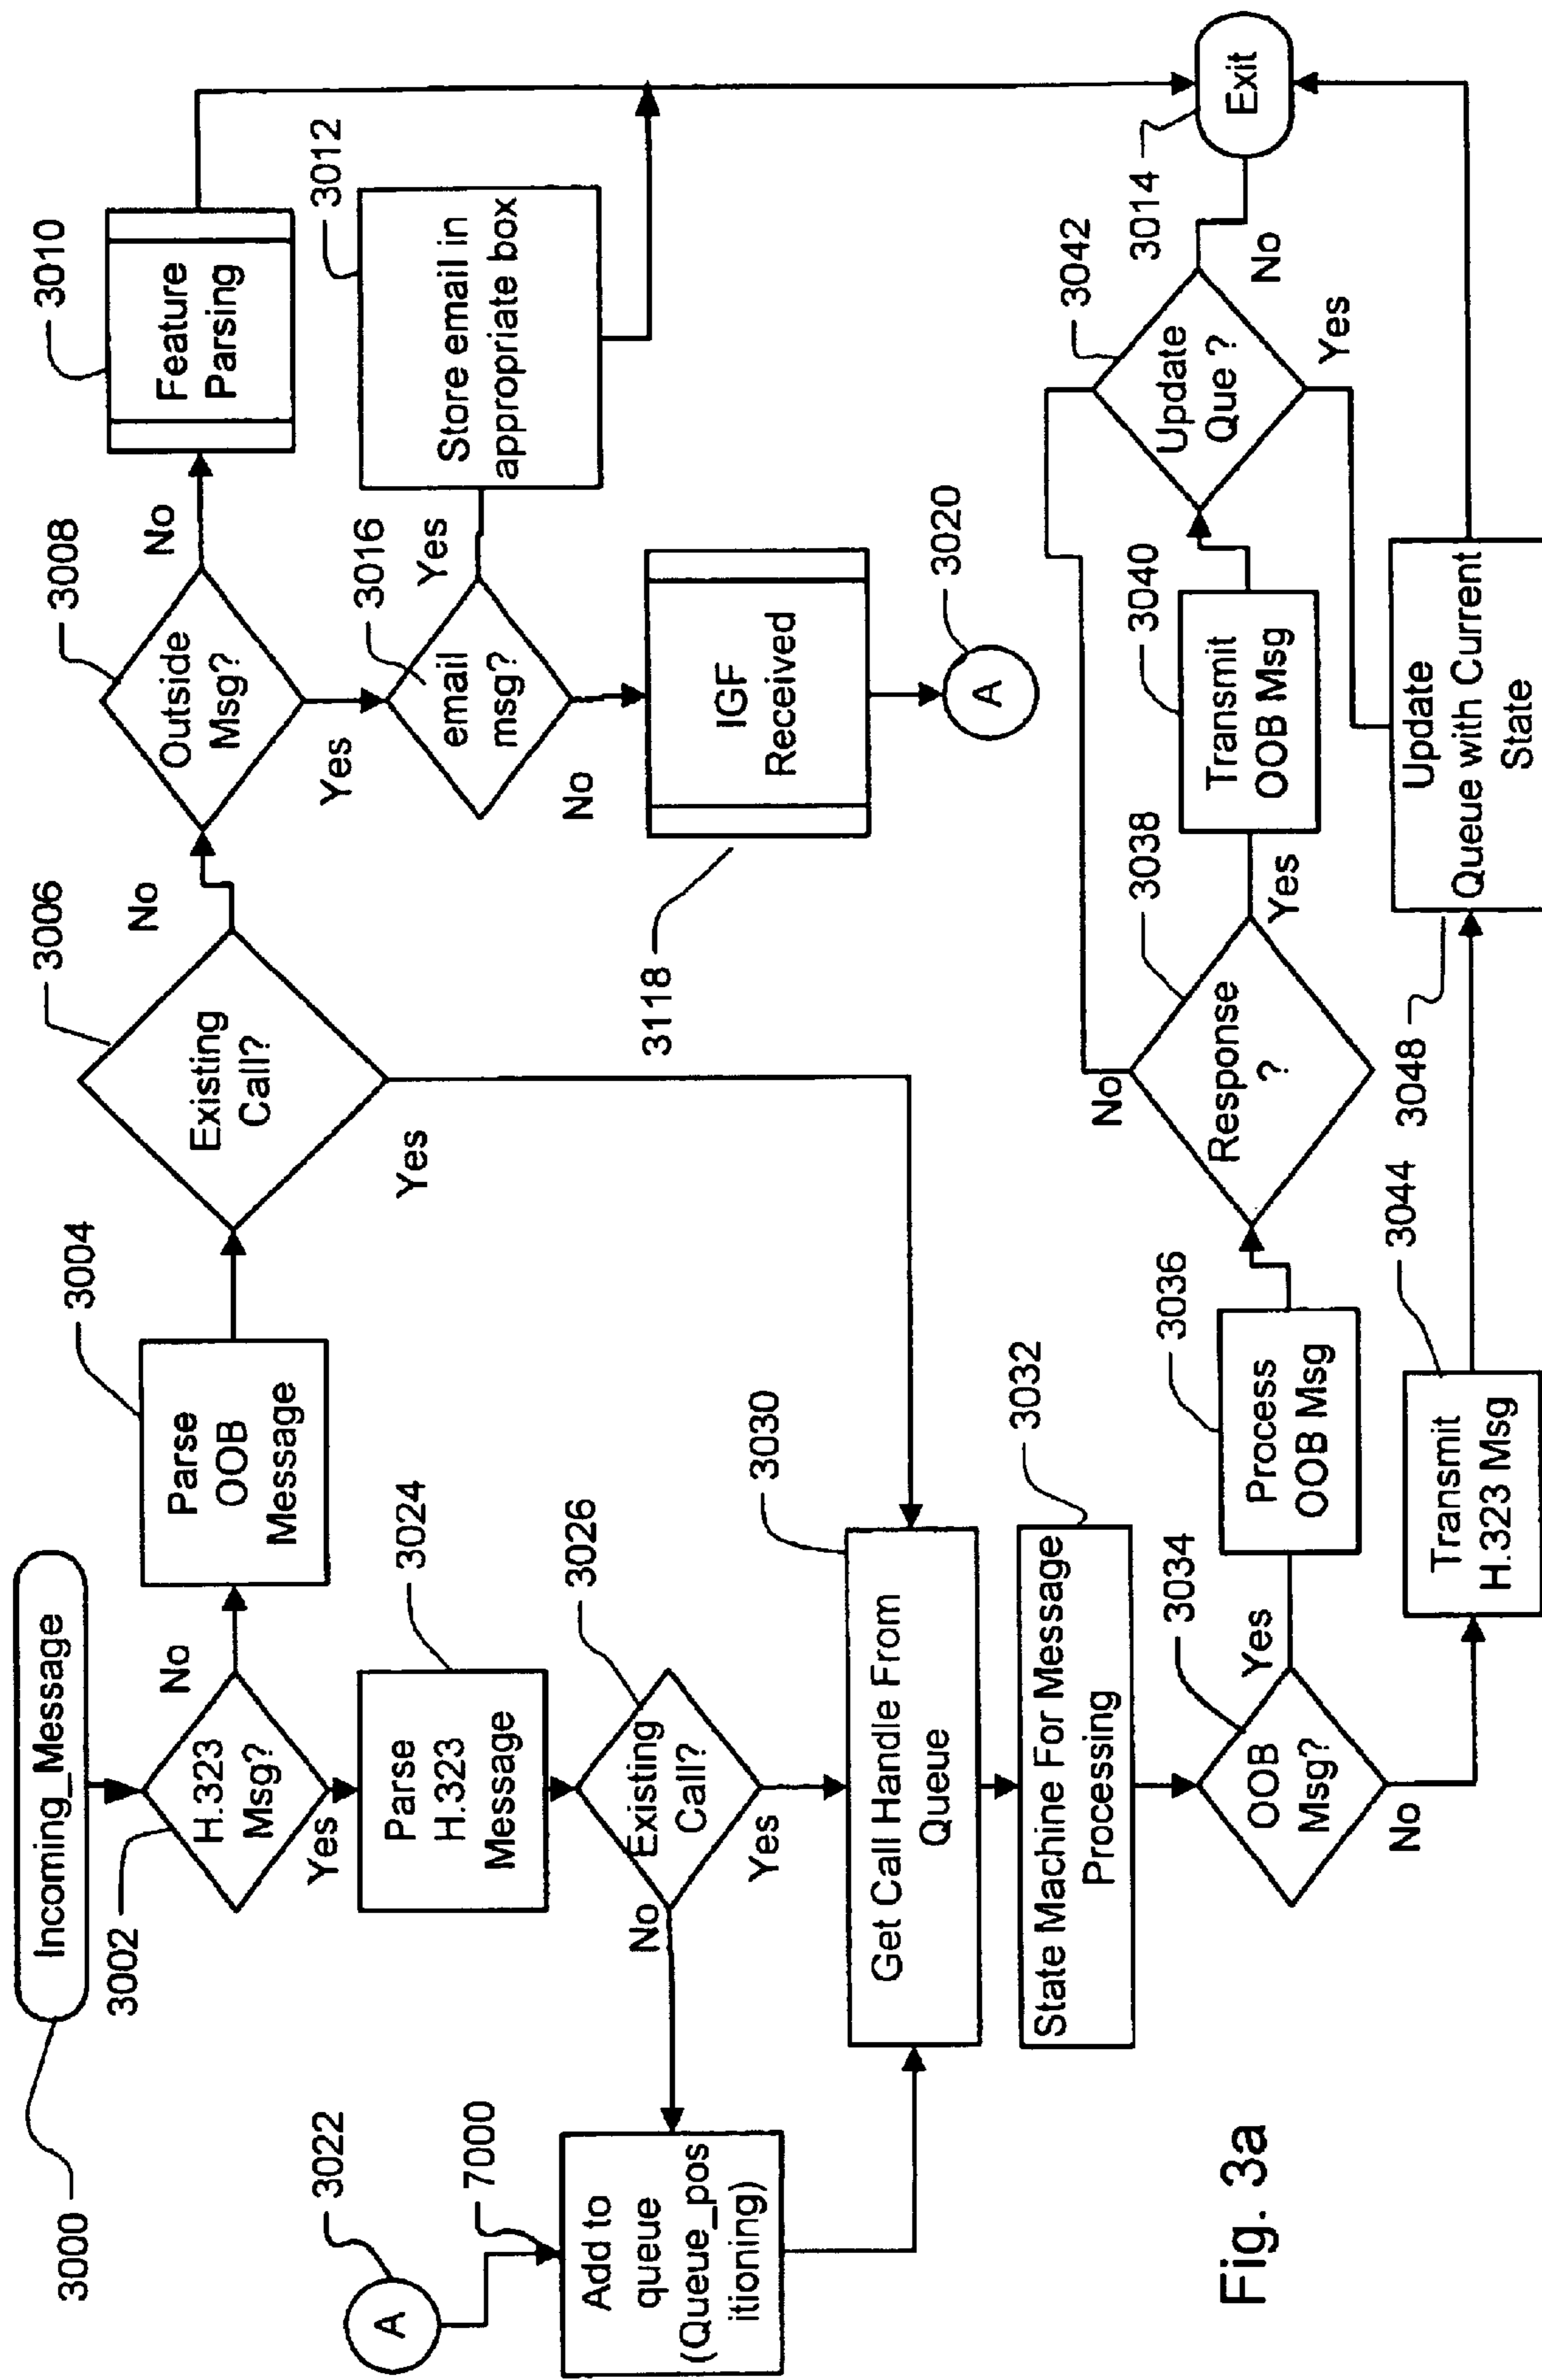 3000
Incoming_Message
3002
H.323
Msg?
No
Yes
Parse
OOB
Message
3004
Existing
Call?
3006
No
Yes
Outside
Msg?
3008
No
Yes
Feature
Parsing
3010
email
msg?
3016
Yes
No
Store email in
appropriate box
3012
IGF
Received
3118
A
3020
Parse
H.323
Message
3024
Existing
Call?
3026
No
Yes
A
3022
7000
Add to
queue
(Queue_pos
itioning)
Get Call Handle From
Queue
3030
State Machine For Message
Processing
3032
OOB
Msg?
3034
Yes
No
Process
OOB Msg
3036
Response
?
3038
No
Yes
Transmit
OOB Msg
3040
Update
Que ?
3042
No
Yes
Exit
3014
Transmit
H.323 Msg
3044
Update
Queue with Current
State
3048
Fig. 3a